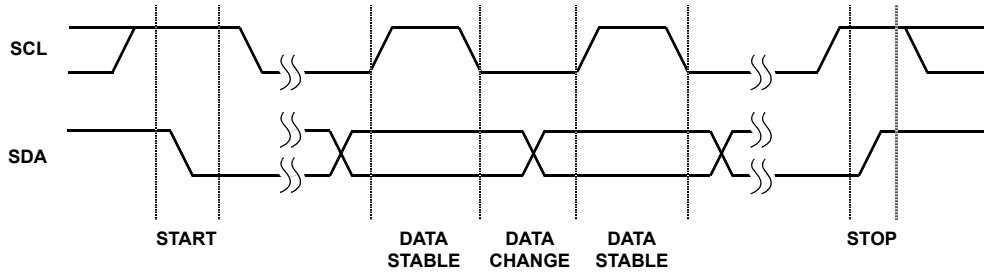 SCL
SDA
START
DATA
STABLE
DATA
CHANGE
DATA
STABLE
STOP